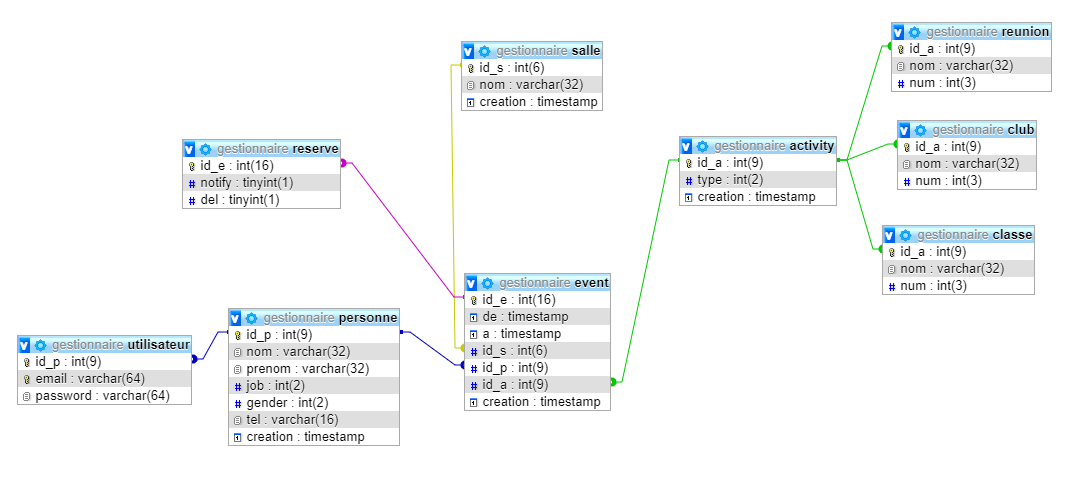 gestionnaire salle
id_s : int(6)
nom : varchar(32)
creation : timestamp
gestionnaire reunion
id_a : int(9)
nom : varchar(32)
num : int(3)
gestionnaire club
id_a : int(9)
nom : varchar(32)
num : int(3)
gestionnaire reserve
id_e : int(16)
notify : tinyint(1)
del : tinyint(1)
gestionnaire activity
id_a : int(9)
type : int(2)
creation : timestamp
gestionnaire classe
id_a : int(9)
nom : varchar(32)
num : int(3)
gestionnaire event
id_e : int(16)
de : timestamp
a : timestamp
id_s : int(6)
id_p : int(9)
id_a : int(9)
creation : timestamp
gestionnaire personne
id_p : int(9)
nom : varchar(32)
prenom : varchar(32)
job : int(2)
gender : int(2)
tel : varchar(16)
creation : timestamp
gestionnaire utilisateur
id_p : int(9)
email : varchar(64)
password : varchar(64)